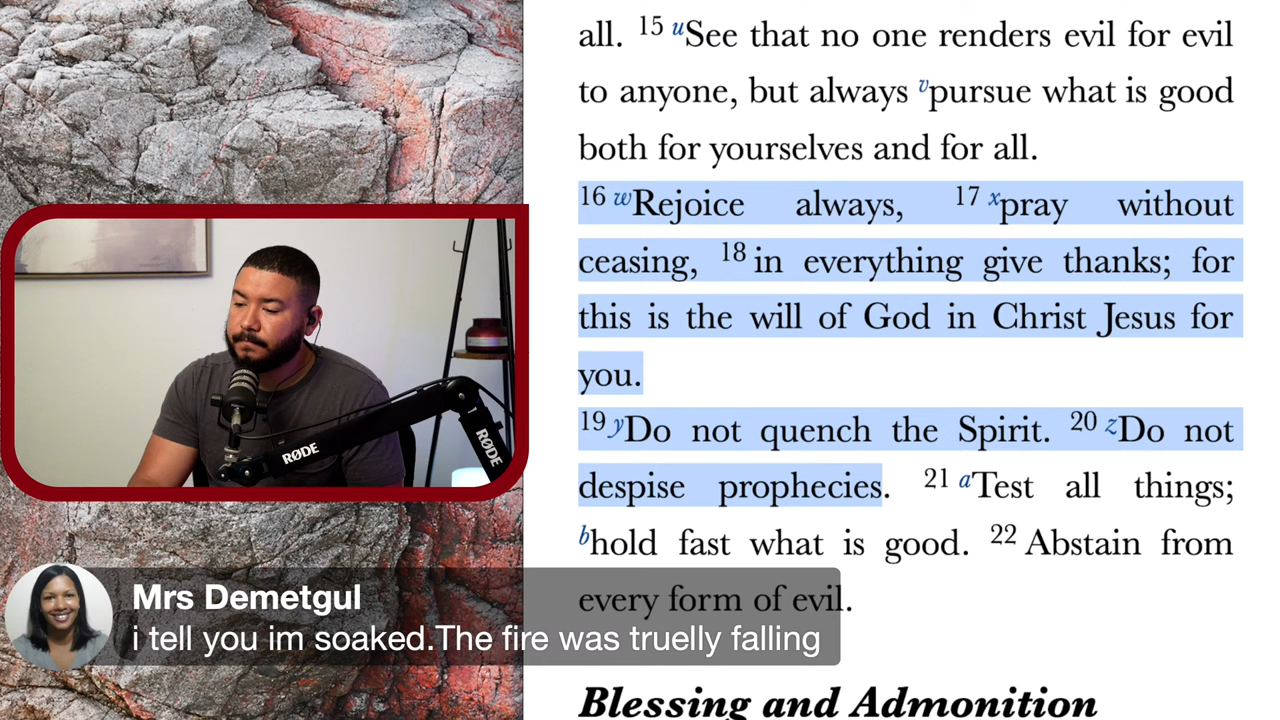 all. 15 uSee that no one renders evil for evil
to anyone, but always vpursue what is good
both for yourselves and for all.
16 wRejoice always, 17 xpray without
ceasing, 18 in everything give thanks; for
this is the will of God in Christ Jesus for
you.
19 yDo not quench the Spirit. 20 zDo not
despise prophecies. 21 aTest all things;
bhold fast what is good. 22 Abstain from
every form of evil.
Blessing and Admonition
RØDE
RØDE
Mrs Demetgul
i tell you im soaked.The fire was truelly falling